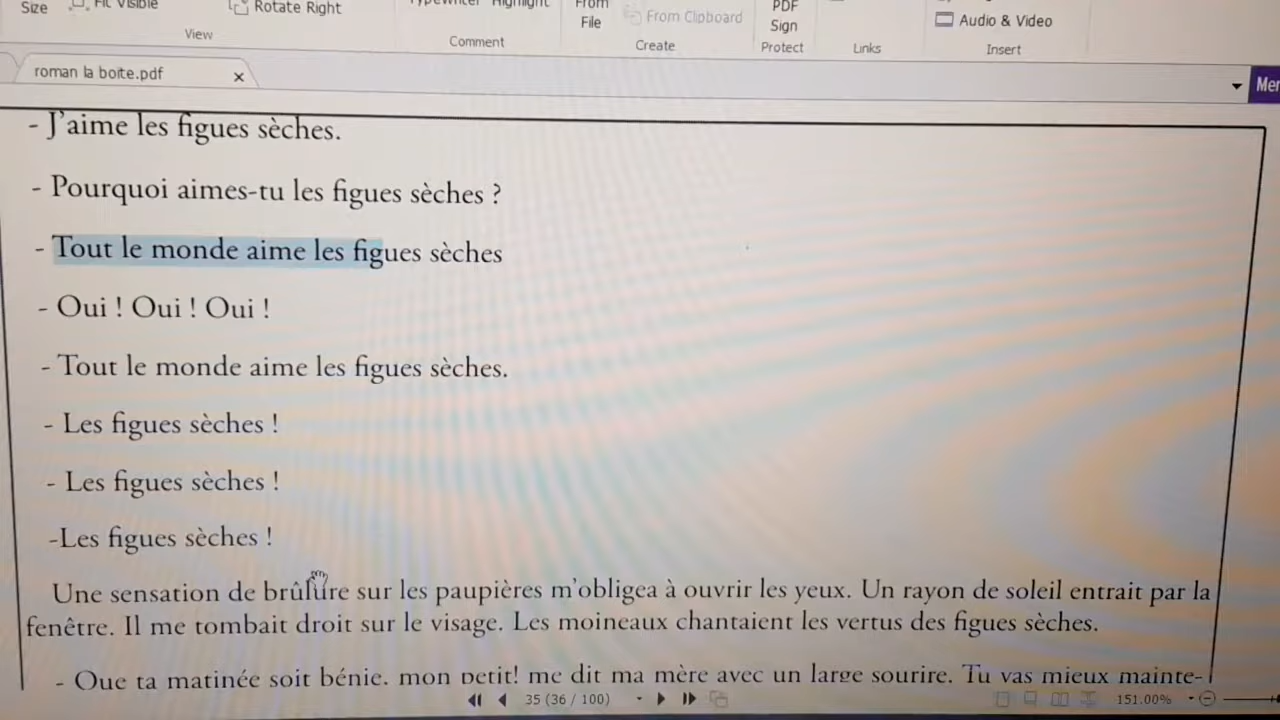 Size
Fit Visible
Rotate Right
View
Typewriter Highlight
Comment
From
File
From Clipboard
Create
PDF
Sign
Protect
Links
Audio & Video
Insert
roman la boite.pdf
x
Mer
- J'aime les figues sèches.
- Pourquoi aimes-tu les figues sèches ?
- Tout le monde aime les figues sèches
- Oui ! Oui ! Oui !
- Tout le monde aime les figues sèches.
- Les figues sèches !
- Les figues sèches !
-Les figues sèches !
Une sensation de brûlure sur les paupières m'obligea à ouvrir les yeux. Un rayon de soleil entrait par la
fenêtre. Il me tombait droit sur le visage. Les moineaux chantaient les vertus des figues sèches.
- Que ta matinée soit bénie, mon petit! me dit ma mère avec un large sourire. Tu vas mieux mainte-
35 (36 / 100)
151.00%